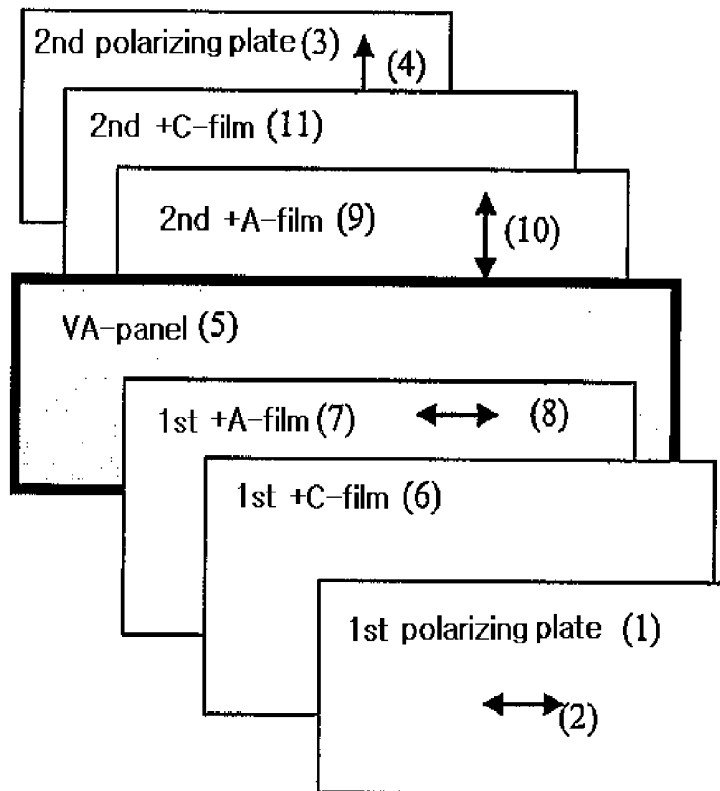 2nd polarizing plate (3)
(4)
2nd +C-film (11)
2nd +A-film (9)
(10)
VA-panel (5)
1st +A-film (7)
(8)
1st +C-film (6)
1st polarizing plate (1)
(2)